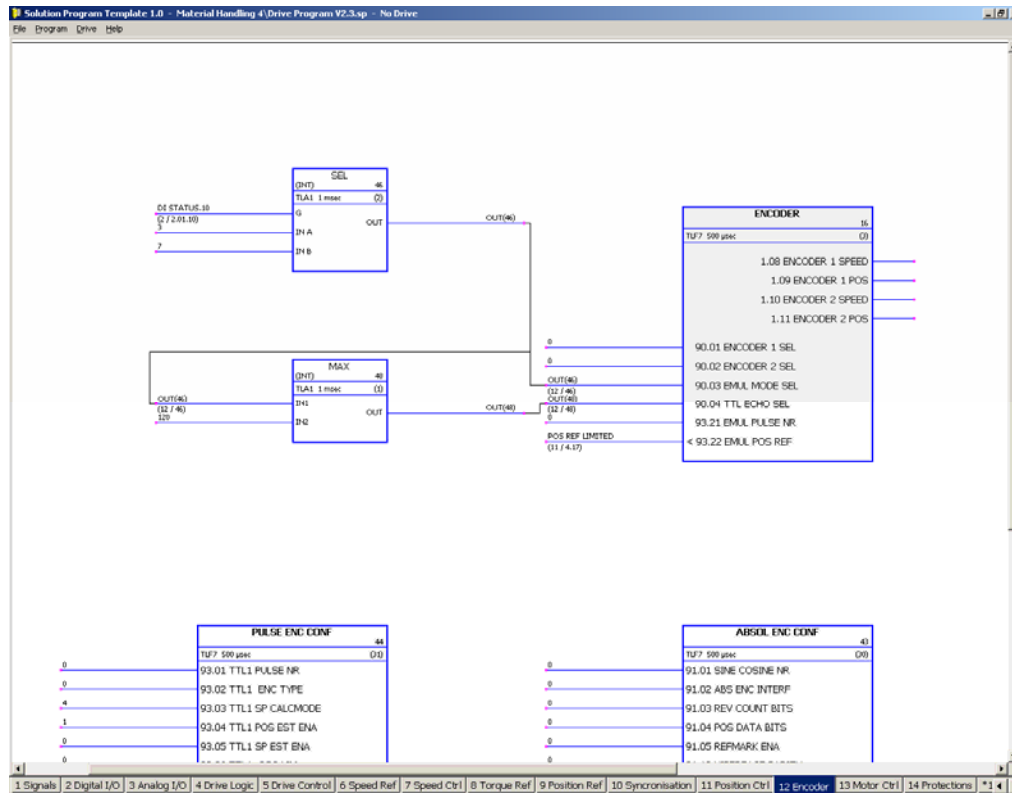 Solution Program Template 1.0 - Material Handling 4\Drive Program V2.3.sp - No Drive
File Program Drive Help
SEL
(INT) 46
TLA1 1 msec (2)
DI STATUS.10
(2 / 2.01.10)
G
OUT
OUT(46)
3
IN A
7
IN B
ENCODER
16
TLF7 500 µsec (3)
1.08 ENCODER 1 SPEED
1.09 ENCODER 1 POS
1.10 ENCODER 2 SPEED
1.11 ENCODER 2 POS
0
90.01 ENCODER 1 SEL
0
90.02 ENCODER 2 SEL
OUT(46)
(12 / 46)
90.03 EMUL MODE SEL
OUT(48)
(12 / 48)
90.04 TTL ECHO SEL
0
93.21 EMUL PULSE NR
POS REF LIMITED
(11 / 4.17)
< 93.22 EMUL POS REF
MAX
(INT) 48
TLA1 1 msec (1)
OUT(46)
(12 / 46)
IN1
OUT
OUT(48)
120
IN2
PULSE ENC CONF
44
TLF7 500 µsec (31)
0
93.01 TTL1 PULSE NR
0
93.02 TTL1 ENC TYPE
4
93.03 TTL1 SP CALCMODE
1
93.04 TTL1 POS EST ENA
0
93.05 TTL1 SP EST ENA
0
ABSOL ENC CONF
43
TLF7 500 µsec (30)
0
91.01 SINE COSINE NR
0
91.02 ABS ENC INTERF
0
91.03 REV COUNT BITS
0
91.04 POS DATA BITS
0
91.05 REFMARK ENA
0
1 Signals 2 Digital I/O 3 Analog I/O 4 Drive Logic 5 Drive Control 6 Speed Ref 7 Speed Ctrl 8 Torque Ref 9 Position Ref 10 Syncronisation 11 Position Ctrl 12 Encoder 13 Motor Ctrl 14 Protections *1